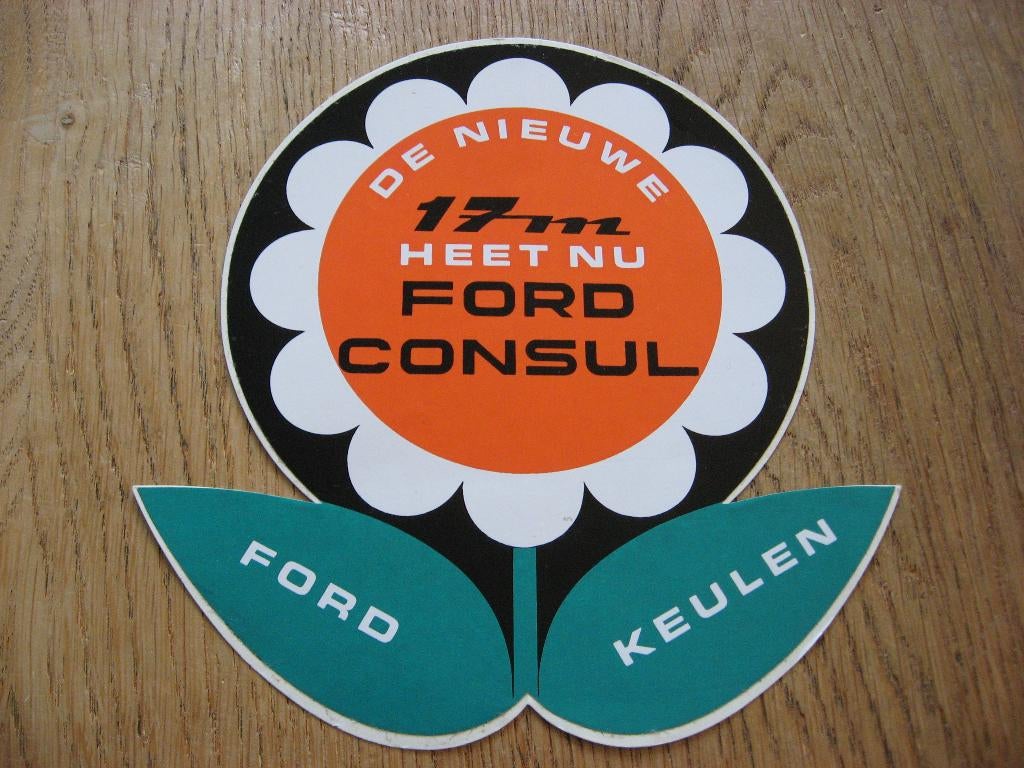 DE NIEUWE
17m
HEET NU
FORD
CONSUL
FORD
KEULEN